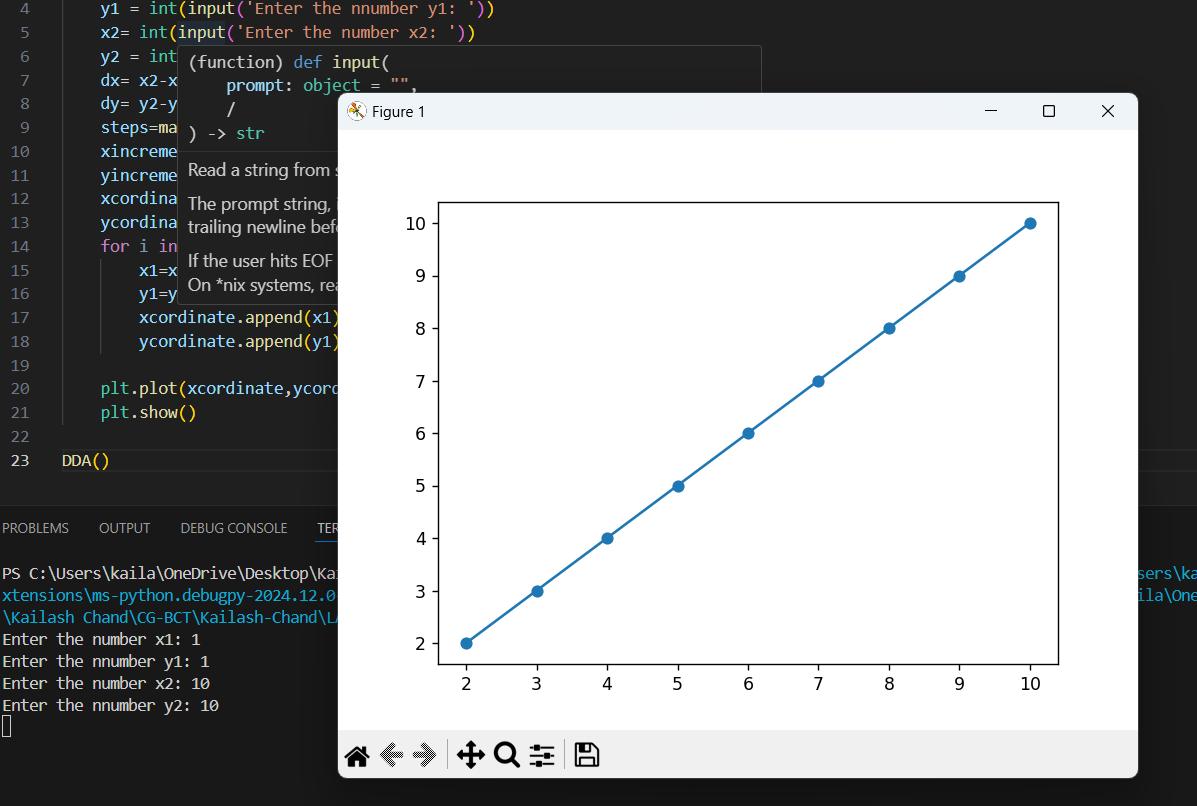 4 y1 = int(input('Enter the nnumber y1: '))
5 x2= int(input('Enter the number x2: '))
6 y2 = int
7 dx= x2-x
8 dy= y2-y
9 steps=ma
10 xincreme
11 yincreme
12 xcordina
13 ycordina
14 for i in
15 x1=x
16 y1=y
17 xcordinate.append(x1)
18 ycordinate.append(y1)
19
20 plt.plot(xcordinate,ycord
21 plt.show()
22
23 DDA()
(function) def input(
prompt: object = "",
/
) -> str
Read a string from s
The prompt string, i
trailing newline befo
If the user hits EOF
On *nix systems, rea
Figure 1
10
9
8
7
6
5
4
3
2
2 3 4 5 6 7 8 9 10
PROBLEMS OUTPUT DEBUG CONSOLE TER
PS C:\Users\kaila\OneDrive\Desktop\Kai
sers\ka
xtensions\ms-python.debugpy-2024.12.0-
ila\One
\Kailash Chand\CG-BCT\Kailash-Chand\LA
Enter the number x1: 1
Enter the nnumber y1: 1
Enter the number x2: 10
Enter the nnumber y2: 10